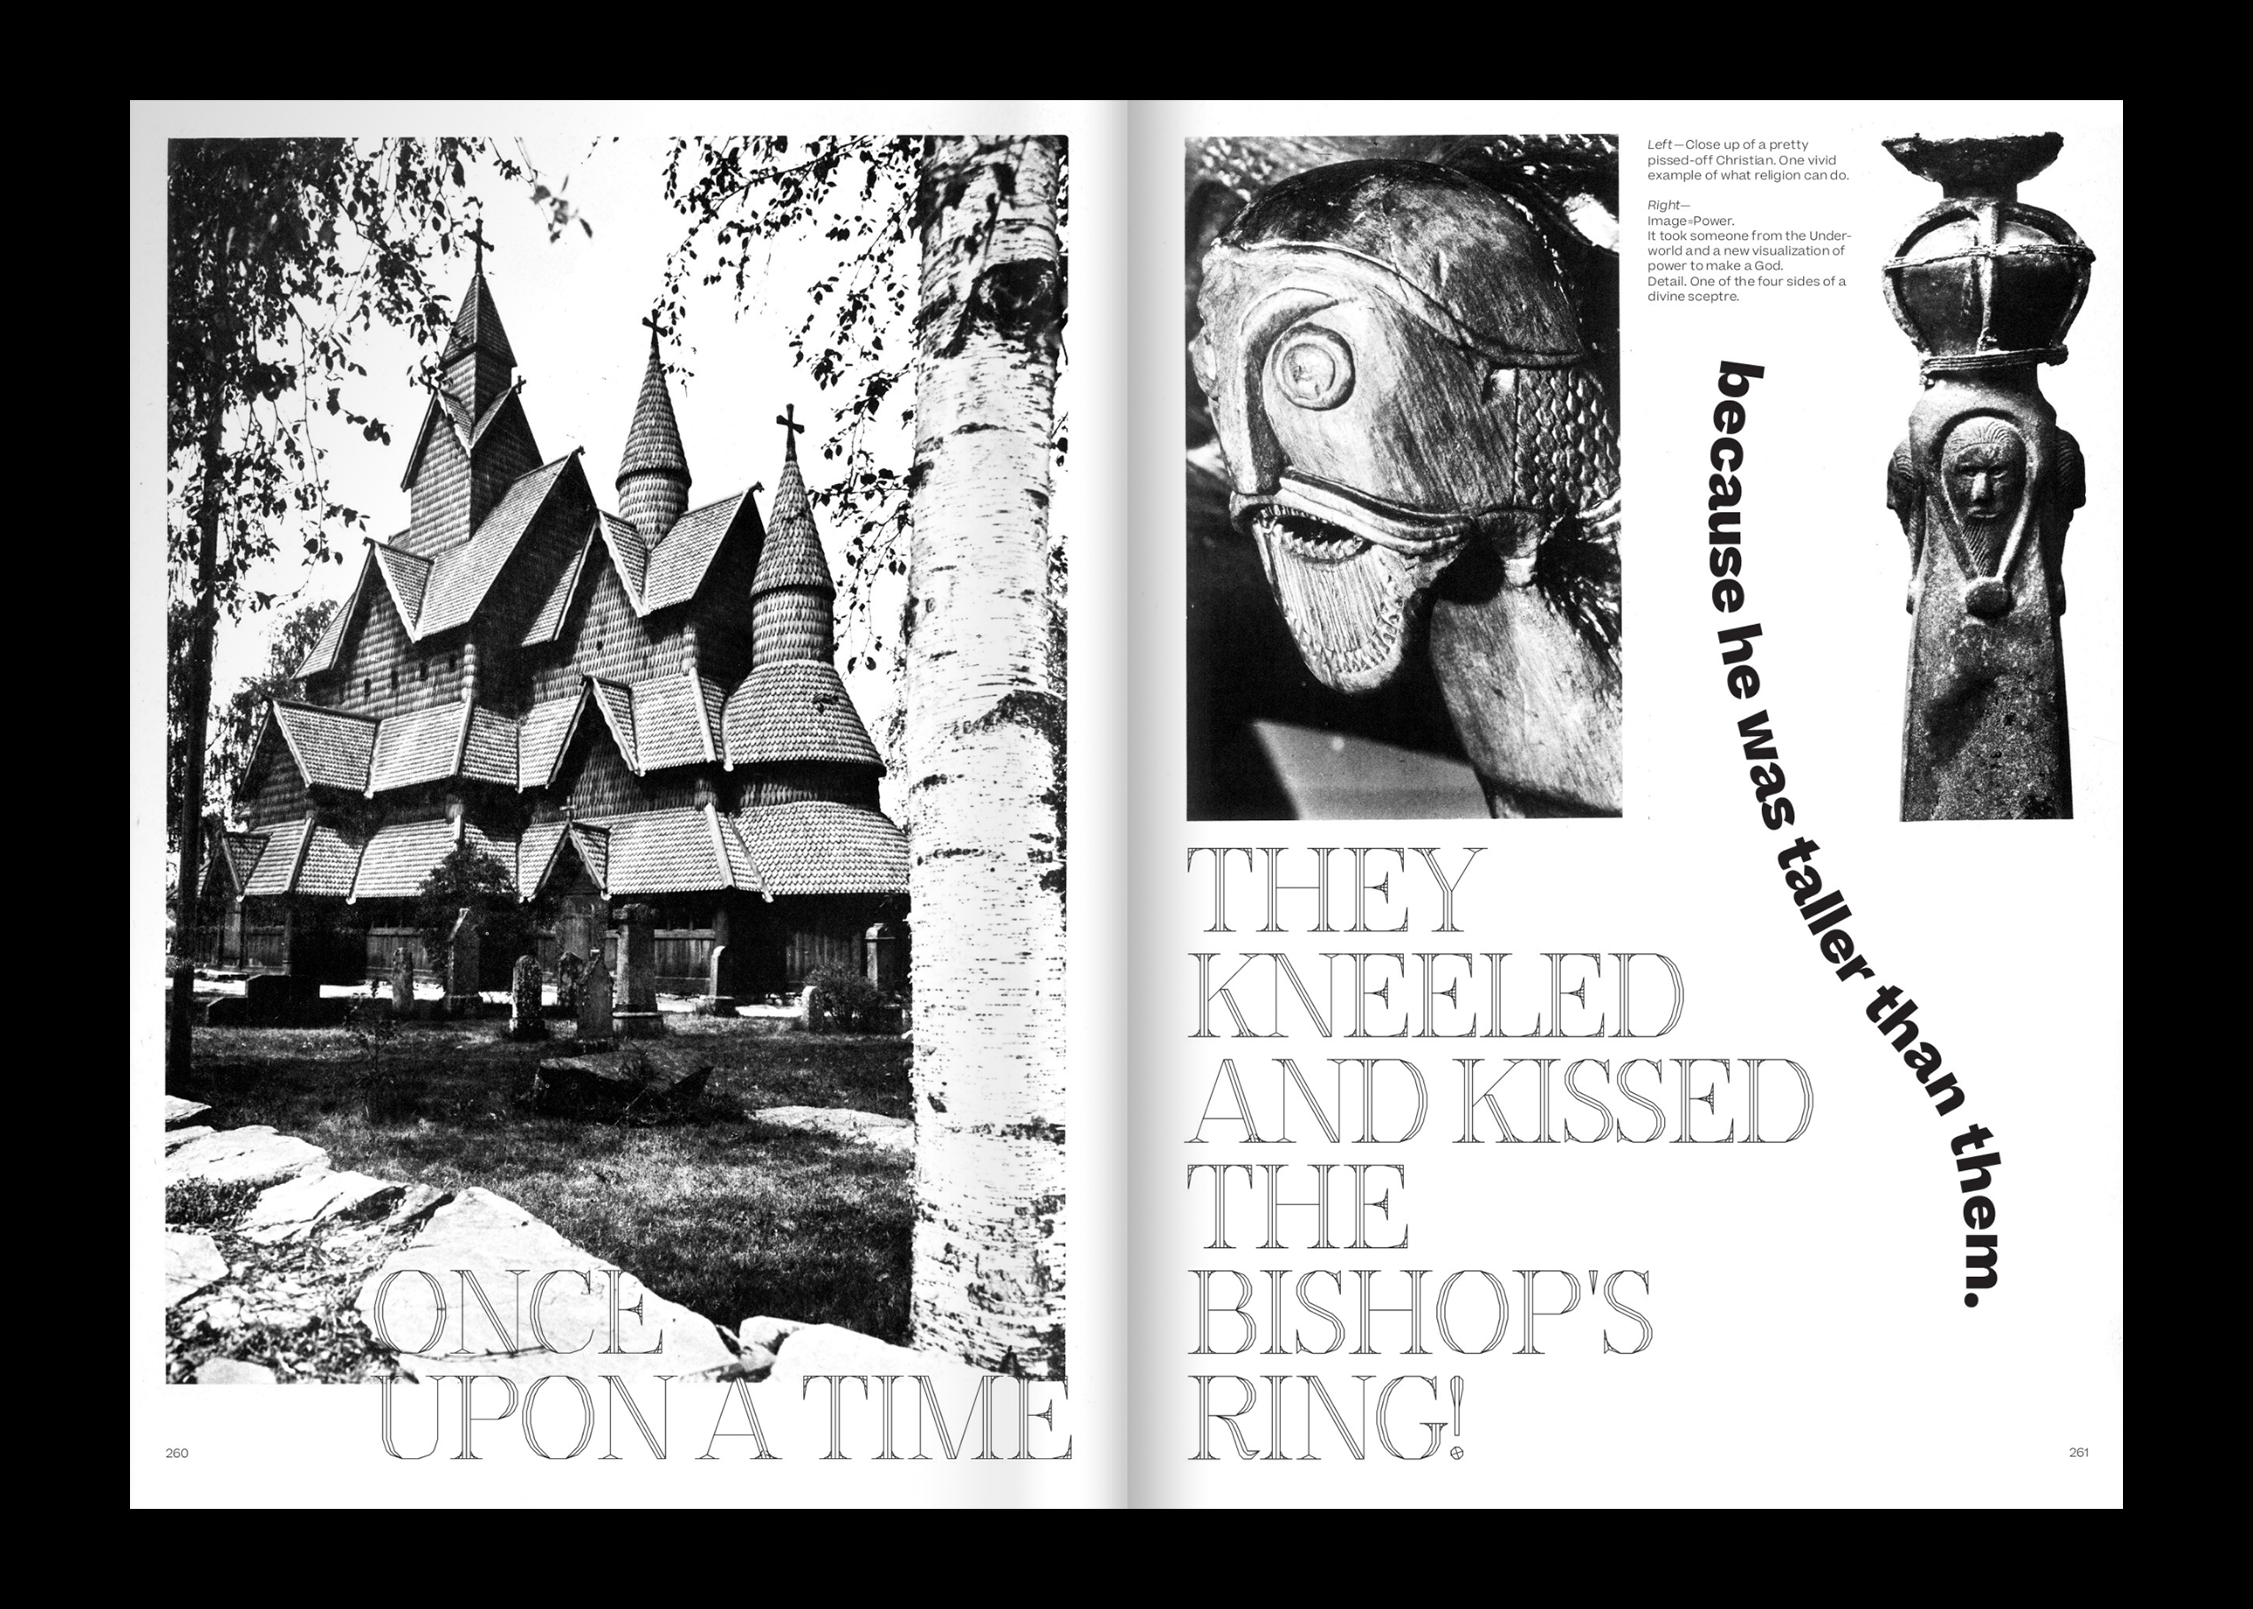 ONCE
UPON A TIME
260
Left—Close up of a pretty
pissed-off Christian. One vivid
example of what religion can do.
Right—
Image=Power.
It took someone from the Under-
world and a new visualization of
power to make a God.
Detail. One of the four sides of a
divine sceptre.
because he was taller than them.
THEY
KNEELED
AND KISSED
THE
BISHOP'S
RING!
261